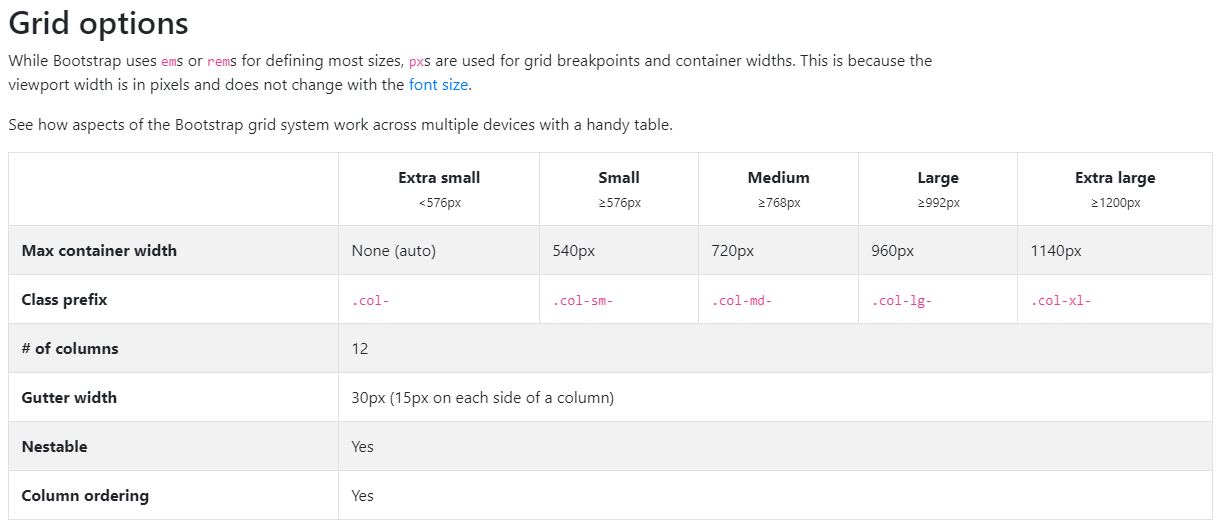 Grid options
While Bootstrap uses ems or rems for defining most sizes, pxs are used for grid breakpoints and container widths. This is because the
viewport width is in pixels and does not change with the font size.
See how aspects of the Bootstrap grid system work across multiple devices with a handy table.
Extra small Small Medium Large Extra large
<576px ≥576px ≥768px ≥992px ≥1200px
Max container width None (auto) 540px 720px 960px 1140px
Class prefix .col- .col-sm- .col-md- .col-lg- .col-xl-
# of columns 12
Gutter width 30px (15px on each side of a column)
Nestable Yes
Column ordering Yes